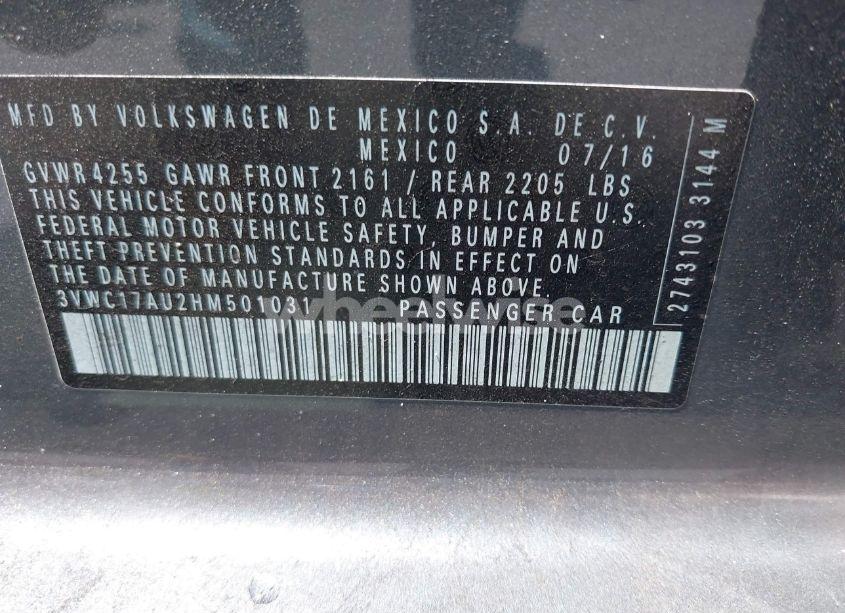 MFD BY VOLKSWAGEN DE MEXICO S.A. DE C.V.
MEXICO 07/16
GVWR4255 GAWR FRONT 2161 / REAR 2205 LBS
THIS VEHICLE CONFORMS TO ALL APPLICABLE U.S.
FEDERAL MOTOR VEHICLE SAFETY, BUMPER AND
THEFT PREVENTION STANDARDS IN EFFECT ON
THE DATE OF MANUFACTURE SHOWN ABOVE.
3VWC17AU2HM501031 PASSENGER CAR
2743103 3144 M
wheelwise